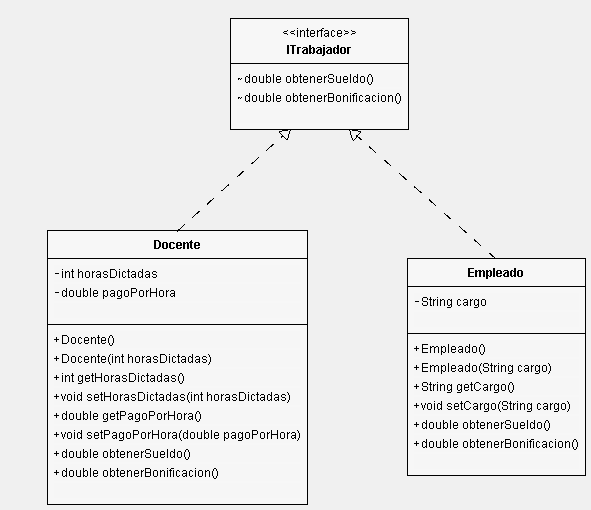 <<interface>>
ITrabajador
~double obtenerSueldo()
~double obtenerBonificacion()
Docente
-int horasDictadas
-double pagoPorHora
+Docente()
+Docente(int horasDictadas)
+int getHorasDictadas()
+void setHorasDictadas(int horasDictadas)
+double getPagoPorHora()
+void setPagoPorHora(double pagoPorHora)
+double obtenerSueldo()
+double obtenerBonificacion()
Empleado
-String cargo
+Empleado()
+Empleado(String cargo)
+String getCargo()
+void setCargo(String cargo)
+double obtenerSueldo()
+double obtenerBonificacion()